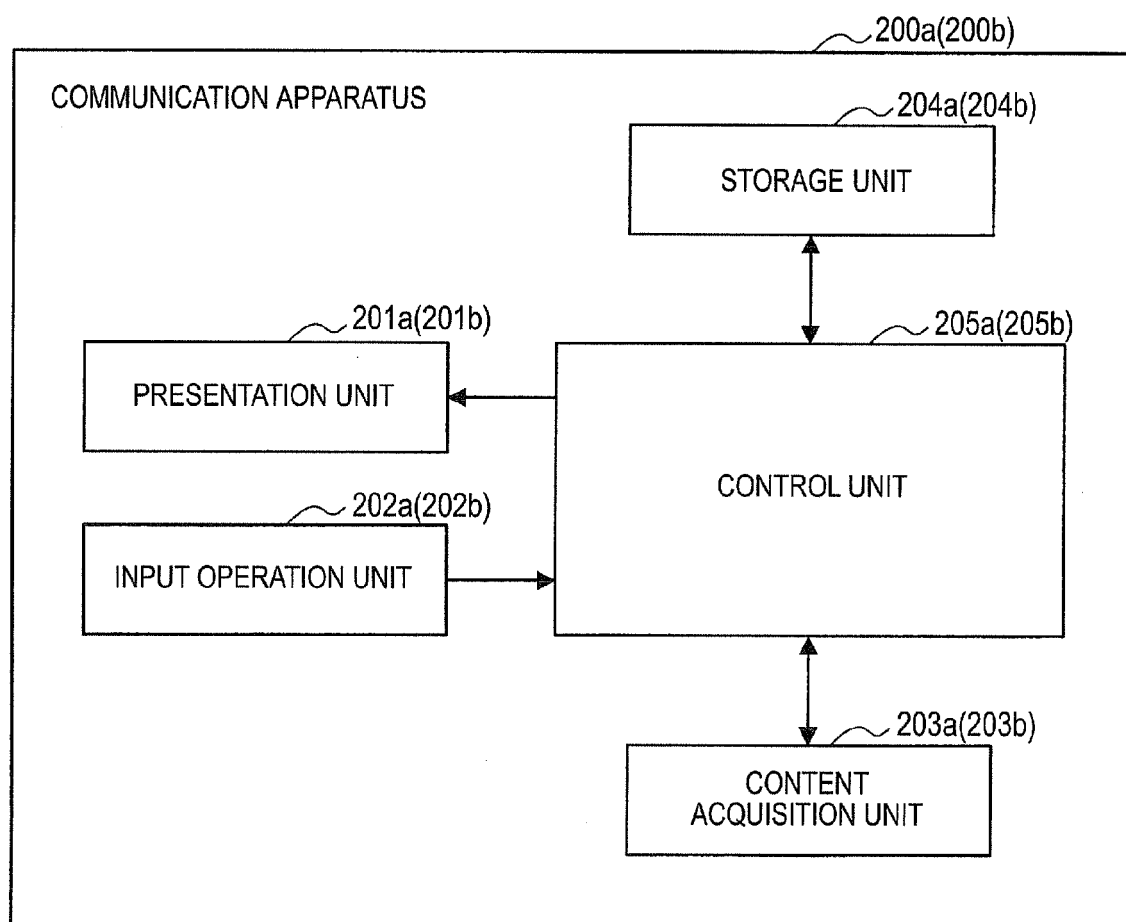 200a(200b)
COMMUNICATION APPARATUS
204a(204b)
STORAGE UNIT
201a(201b)
205a(205b)
PRESENTATION UNIT
CONTROL UNIT
202a(202b)
INPUT OPERATION UNIT
203a(203b)
CONTENT
ACQUISITION UNIT